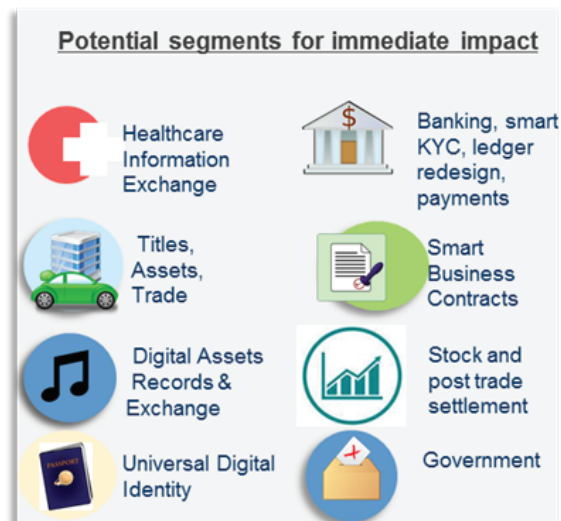 Potential segments for immediate impact
Healthcare
Information
Exchange
$
Banking, smart
KYC, ledger
redesign,
payments
Titles,
Assets,
Trade
Smart
Business
Contracts
Digital Assets
Records &
Exchange
Stock and
post trade
settlement
PASSPORT
Universal Digital
Identity
Government